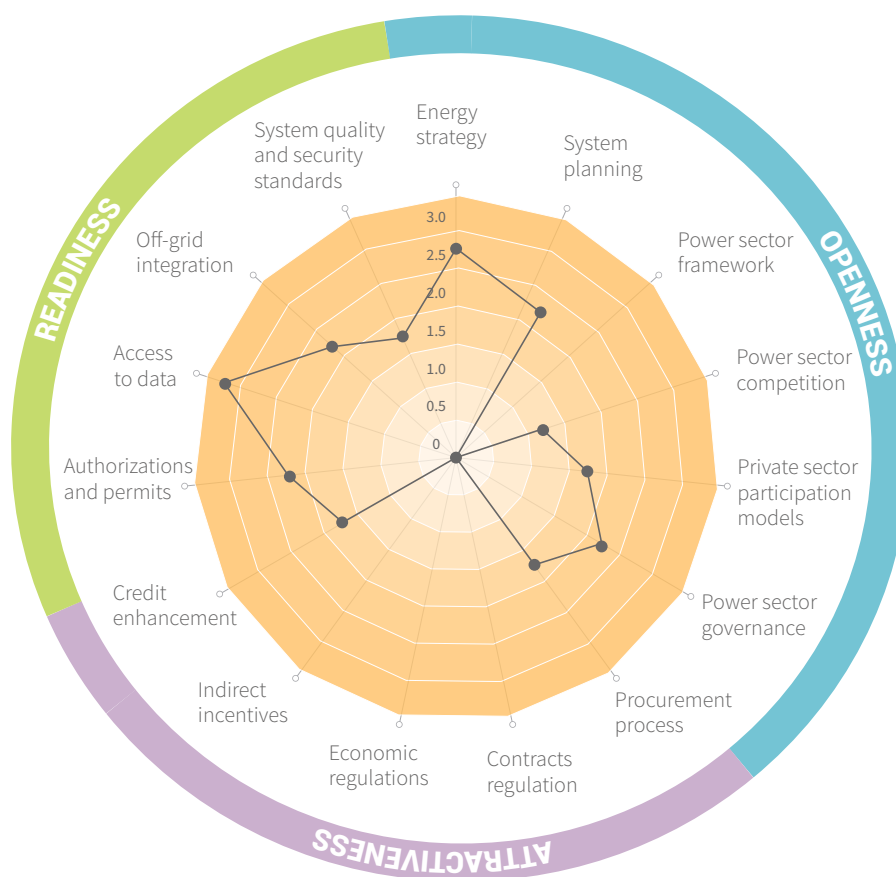 READINESS
OPENNESS
ATTRACTIVENESS
Energy
strategy
System
planning
Power sector
framework
Power sector
competition
Private sector
participation
models
Power sector
governance
Procurement
process
Contracts
regulation
Economic
regulations
Indirect
incentives
Credit
enhancement
Authorizations
and permits
Access
to data
Off-grid
integration
System quality
and security
standards
3.0
2.5
2.0
1.5
1.0
0.5
0